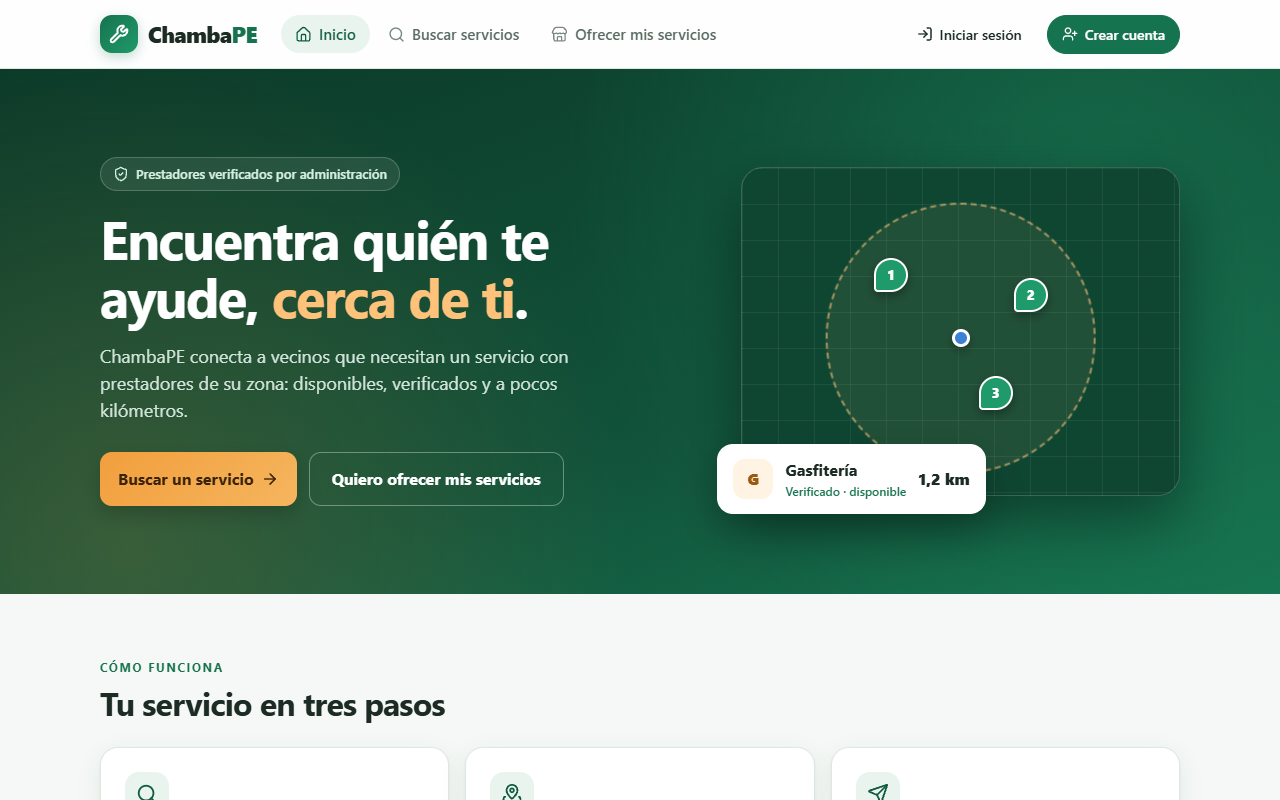 ChambaPE
Inicio
Buscar servicios
Ofrecer mis servicios
Iniciar sesión
Crear cuenta
Prestadores verificados por administración
Encuentra quién te
ayude, cerca de ti.
ChambaPE conecta a vecinos que necesitan un servicio con
prestadores de su zona: disponibles, verificados y a pocos
kilómetros.
Buscar un servicio
Quiero ofrecer mis servicios
1
2
3
G
Gasfitería
Verificado · disponible
1,2 km
CÓMO FUNCIONA
Tu servicio en tres pasos